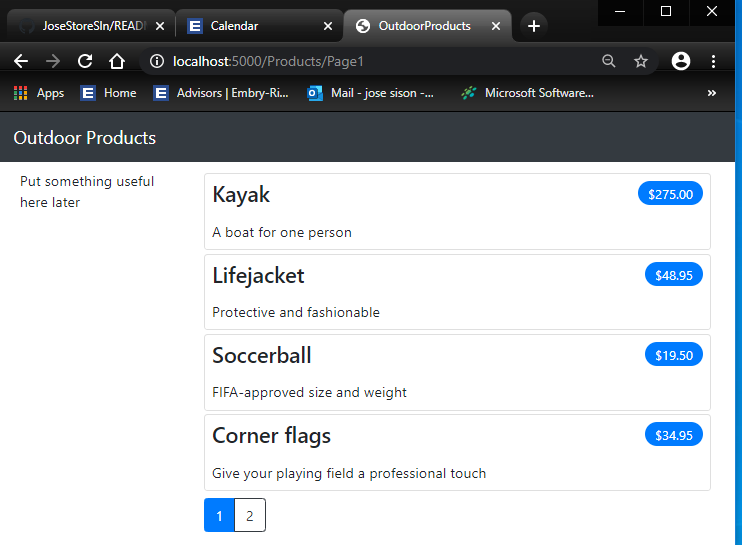 JoseStoreSln/READI
Calendar
OutdoorProducts
localhost:5000/Products/Page1
Apps
Home
Advisors | Embry-Ri...
Mail - jose sison -...
Microsoft Software...
»
Outdoor Products
Put something useful
here later
Kayak
$275.00
A boat for one person
Lifejacket
$48.95
Protective and fashionable
Soccerball
$19.50
FIFA-approved size and weight
Corner flags
$34.95
Give your playing field a professional touch
1 2